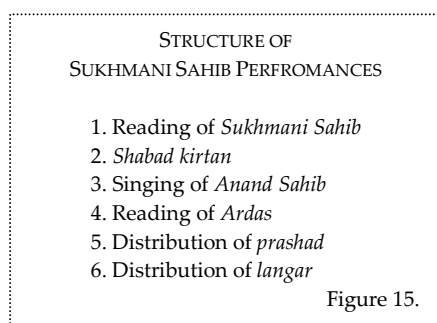 STRUCTURE OF
SUKHMANI SAHIB PERFROMANCES
1. Reading of Sukhmani Sahib
2. Shabad kirtan
3. Singing of Anand Sahib
4. Reading of Ardas
5. Distribution of prashad
6. Distribution of langar
Figure 15.